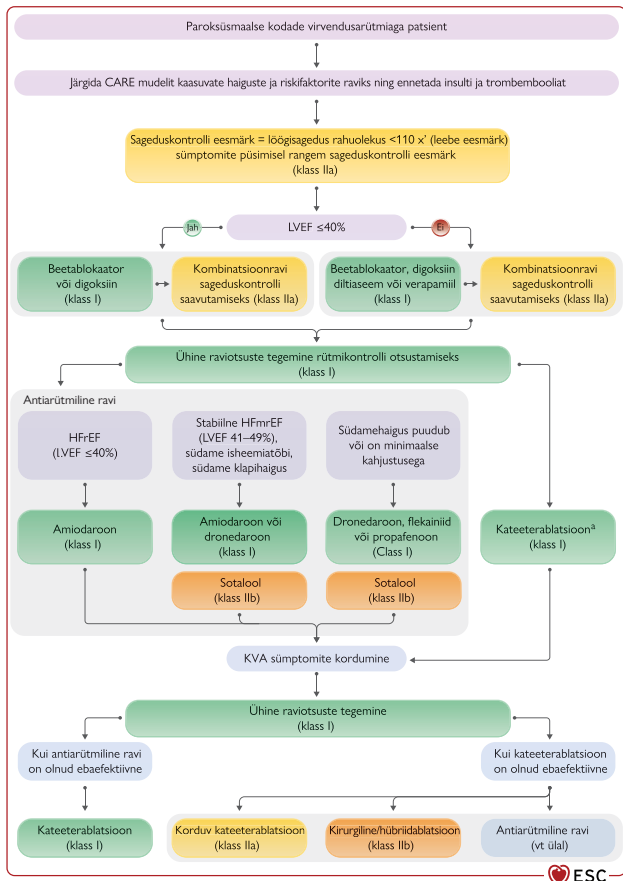 Paroksüsmaalse kodade virvendusarütmiaga patsient
Järgida CARE mudelit kaasuvate haiguste ja riskifaktorite raviks ning ennetada insulti ja trombembooliat
Sageduskontrolli eesmärk = löögisagedus rahuolekus <110 x’ (leebe eesmärk)
sümptomite püsimisel rangem sageduskontrolli eesmärk
(klass IIa)
Jah
LVEF ≤40%
Ei
Beetablokaator
või digoksiin
(klass I)
Kombinatsioonravi
sageduskontrolli
saavutamiseks (klass IIa)
Beetablokaator, digoksiin
diltiaseem või verapamiil
(klass I)
Kombinatsioonravi
sageduskontrolli
saavutamiseks (klass IIa)
Ühine raviotsuste tegemine rütmikontrolli otsustamiseks
(klass I)
Antiarütmiline ravi
HFrEF
(LVEF ≤40%)
Stabiilne HFmrEF
(LVEF 41–49%),
südame isheemiatõbi,
südame klapihaigus
Südamehaigus puudub
või on minimaalse
kahjustusega
Amiodaroon
(klass I)
Amiodaroon või
dronedaroon
(klass I)
Dronedaroon, flekainiid
või propafenoon
(Class I)
Kateeterablatsioonᵃ
(klass I)
Sotalool
(klass IIb)
Sotalool
(klass IIb)
KVA sümptomite kordumine
Ühine raviotsuste tegemine
(klass I)
Kui antiarütmiline ravi
on olnud ebaefektiivne
Kui kateeterablatsioon
on olnud ebaefektiivne
Kateeterablatsioon
(klass I)
Korduv kateeterablatsioon
(klass IIa)
Kirurgiline/hübriidablatsioon
(klass IIb)
Antiarütmiline ravi
(vt ülal)
ESC